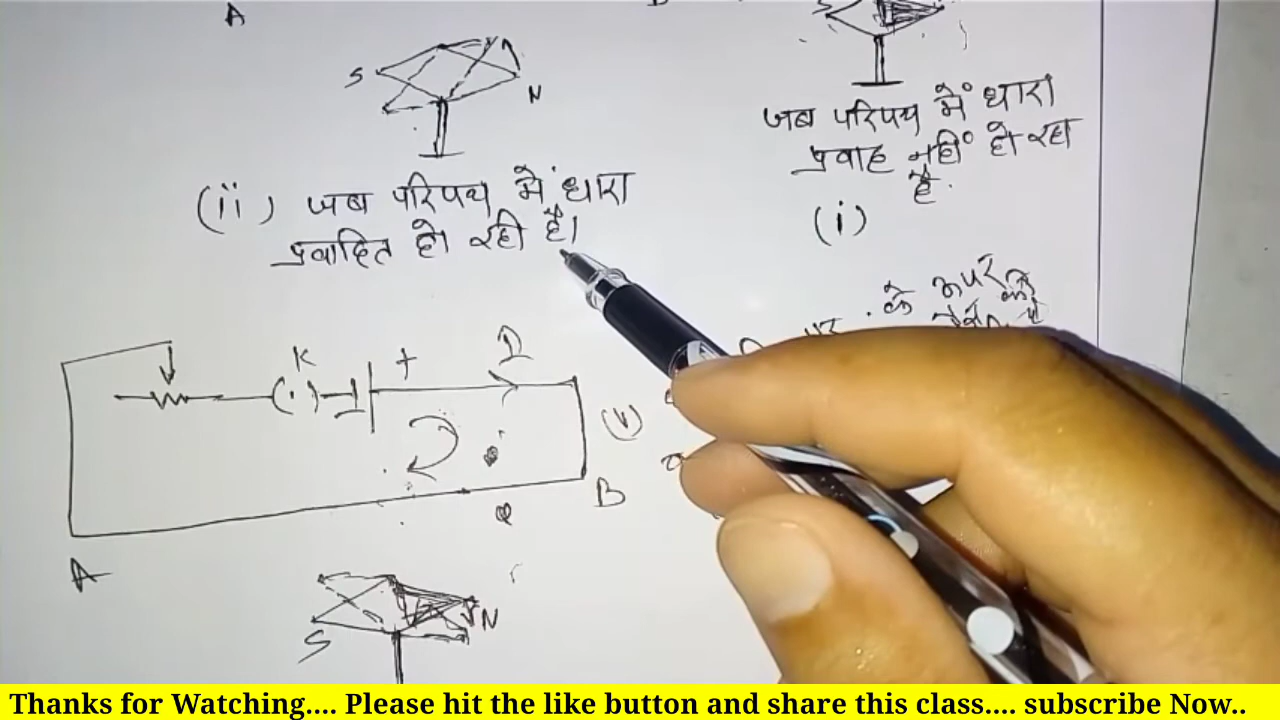 A
S
N
(ii) जब परिपथ में धारा
प्रवाहित हो रही है।
जब परिपथ में धारा
प्रवाह नहीं हो रहा
है.
(i)
के ऊपर
K
+
B
A
S
N
Thanks for Watching.... Please hit the like button and share this class.... subscribe Now..